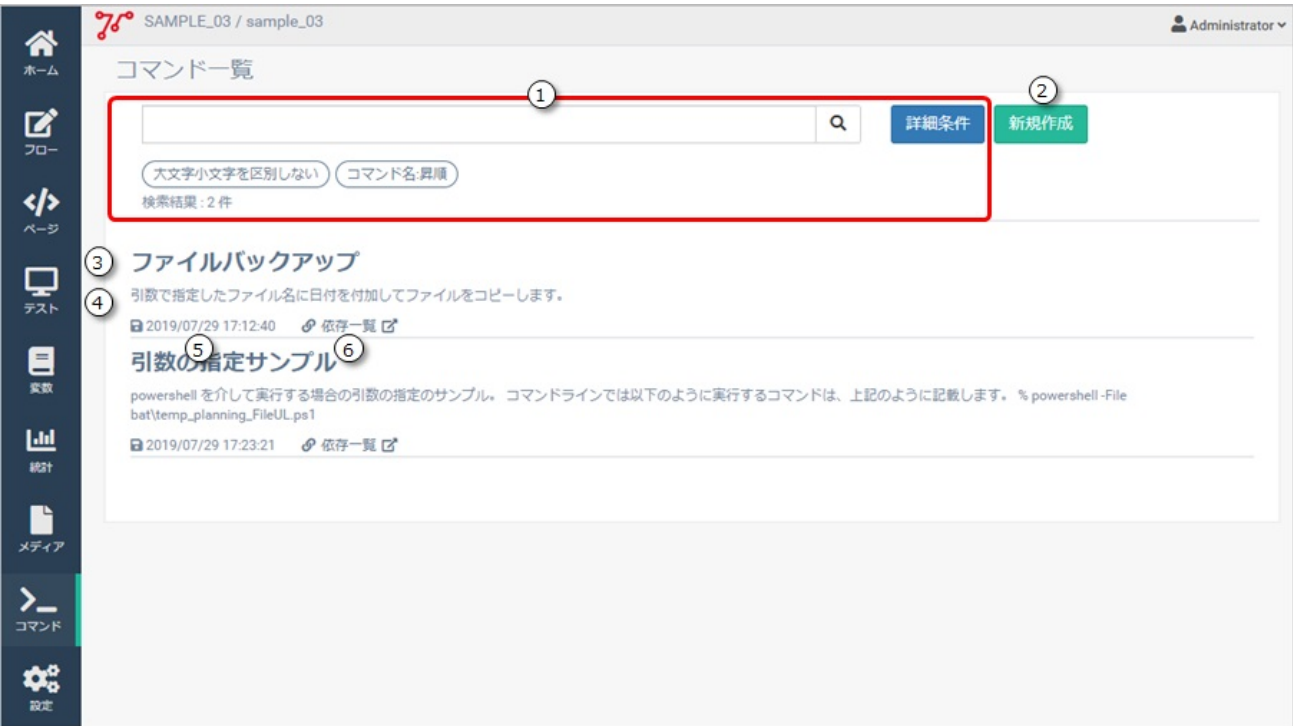 SAMPLE_03 / sample_03
Administrator
ホーム
フロー
ページ
テスト
変数
統計
メディア
コマンド
設定
コマンド一覧
①
②
詳細条件
新規作成
大文字小文字を区別しない
コマンド名:昇順
検索結果 : 2 件
③
ファイルバックアップ
④
引数で指定したファイル名に日付を付加してファイルをコピーします。
2019/07/29 17:12:40 依存一覧
⑤
⑥
引数の指定サンプル
powershell を介して実行する場合の引数の指定のサンプル。 コマンドラインでは以下のように実行するコマンドは、上記のように記載します。 % powershell -File
bat\temp_planning_FileUL.ps1
2019/07/29 17:23:21 依存一覧